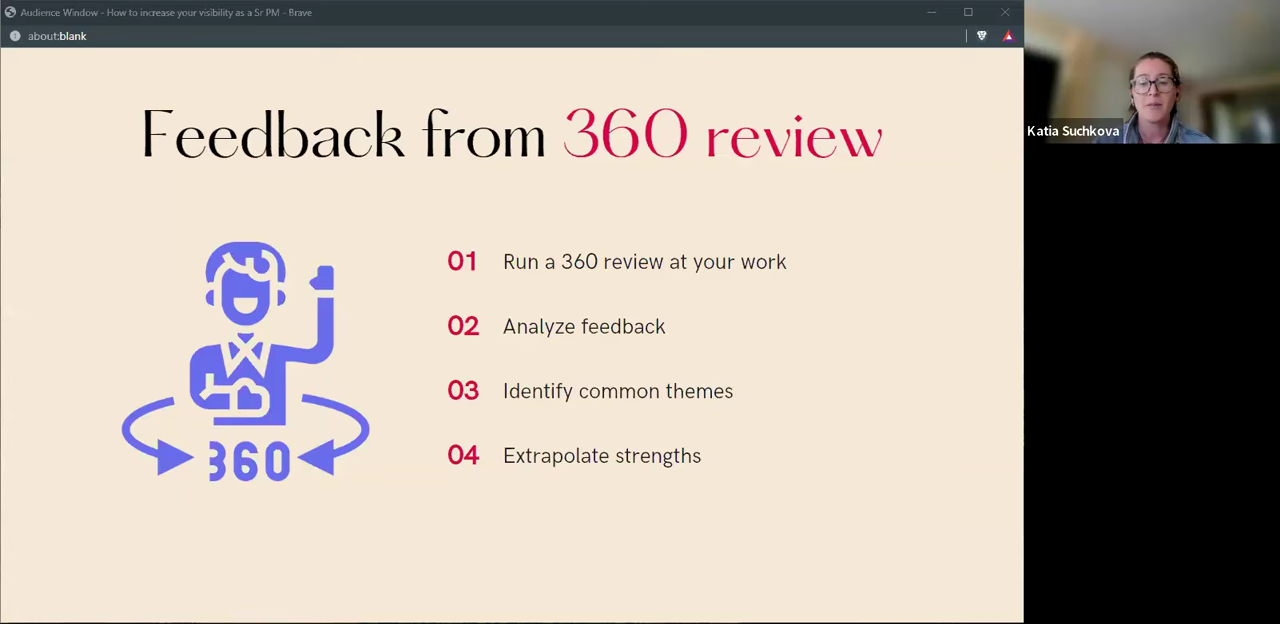 Audience Window - How to increase your visibility as a Sr PM - Brave
about:blank
Feedback from 360 review
01 Run a 360 review at your work
02 Analyze feedback
03 Identify common themes
04 Extrapolate strengths
360
Katia Suchkova